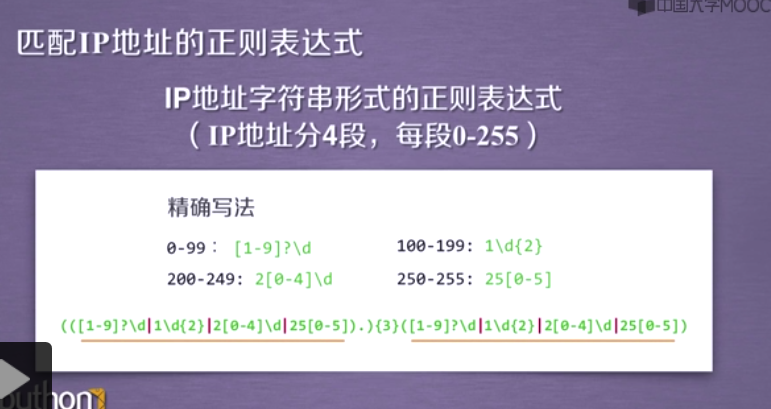 中国大学MOOC
匹配IP地址的正则表达式
IP地址字符串形式的正则表达式
（IP地址分4段，每段0-255）
精确写法
0-99： [1-9]?\d
100-199: 1\d{2}
200-249: 2[0-4]\d
250-255: 25[0-5]
(([1-9]?\d|1\d{2}|2[0-4]\d|25[0-5]).){3}([1-9]?\d|1\d{2}|2[0-4]\d|25[0-5])
python